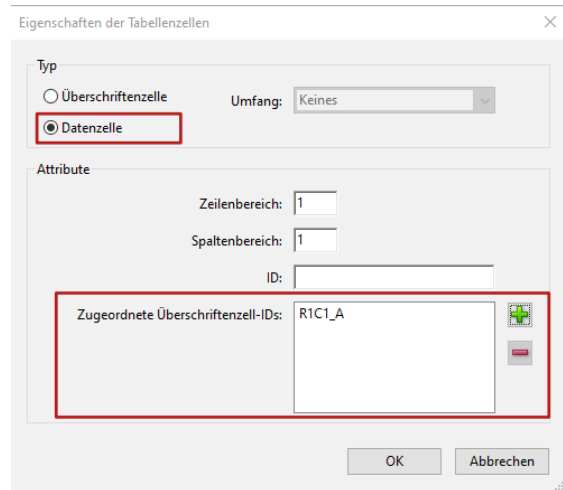 Eigenschaften der Tabellenzellen
Typ
Überschriftenzelle
Umfang: Keines
Datenzelle
Attribute
Zeilenbereich: 1
Spaltenbereich: 1
ID:
Zugeordnete Überschriftenzell-IDs: R1C1_A
OK Abbrechen